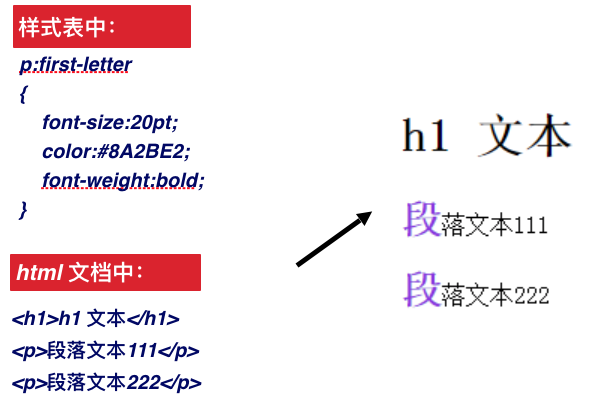 样式表中：
p:first-letter
{
font-size:20pt;
color:#8A2BE2;
font-weight:bold;
}
html 文档中：
<h1>h1 文本</h1>
<p>段落文本111</p>
<p>段落文本222</p>
h1 文本
段落文本111
段落文本222